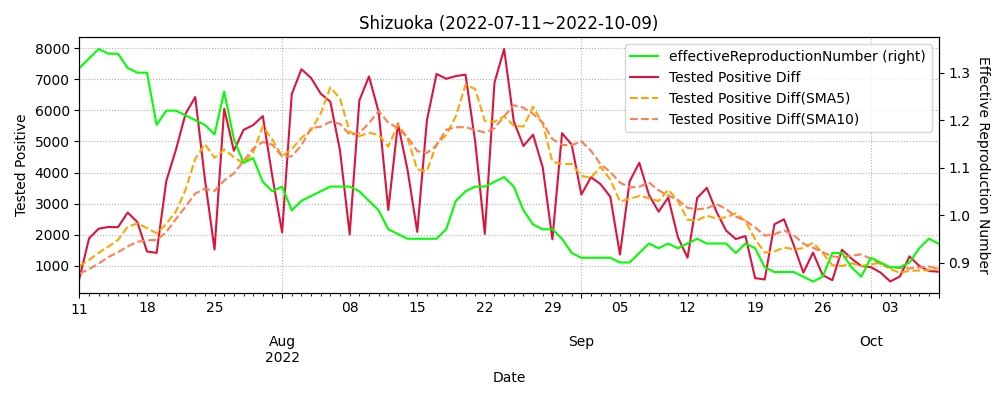 Shizuoka (2022-07-11~2022-10-09)
effectiveReproductionNumber (right)
Tested Positive Diff
Tested Positive Diff(SMA5)
Tested Positive Diff(SMA10)
8000
7000
6000
5000
4000
3000
2000
1000
Tested Positive
1.3
1.2
1.1
1.0
0.9
Effective Reproduction Number
11 18 25 08 15 22 29 05 12 19 26 03
Aug Sep Oct
2022
Date